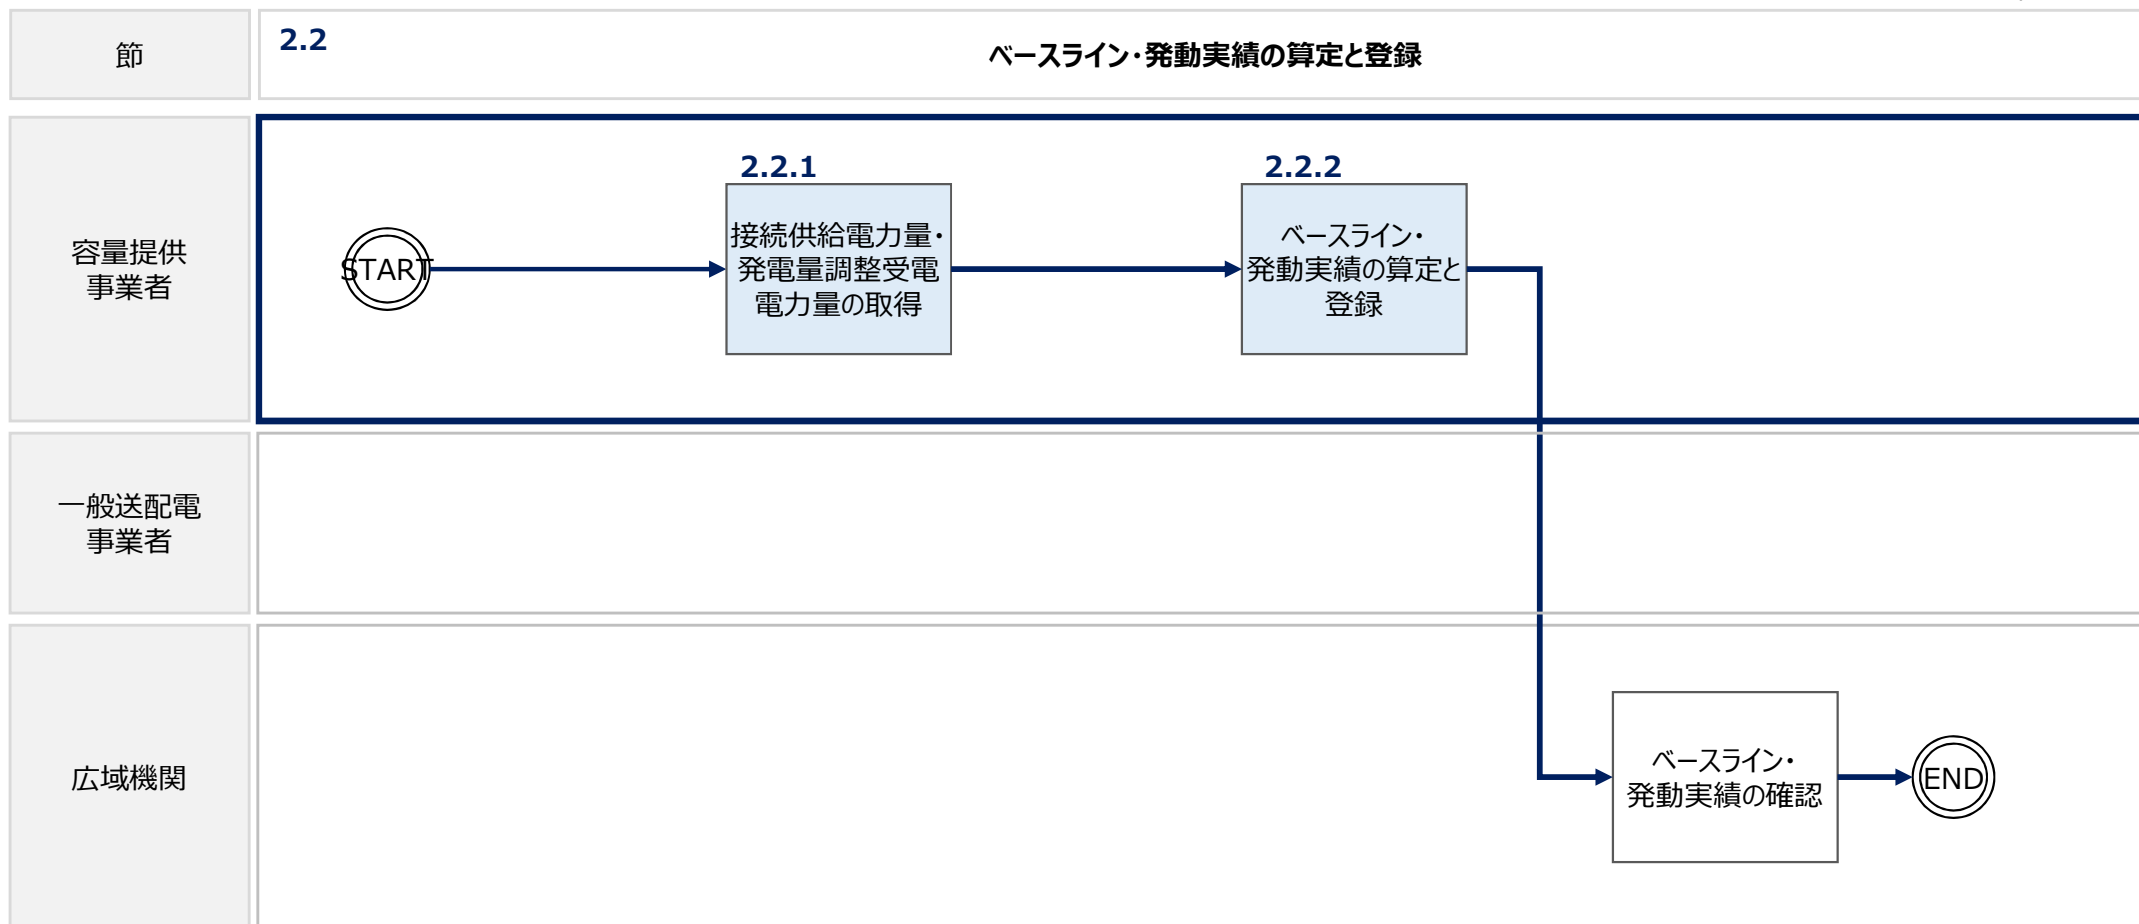 節
2.2
ベースライン・発動実績の算定と登録
容量提供
事業者
START
2.2.1
接続供給電力量・
発電量調整受電
電力量の取得
2.2.2
ベースライン・
発動実績の算定と
登録
一般送配電
事業者
広域機関
ベースライン・
発動実績の確認
END